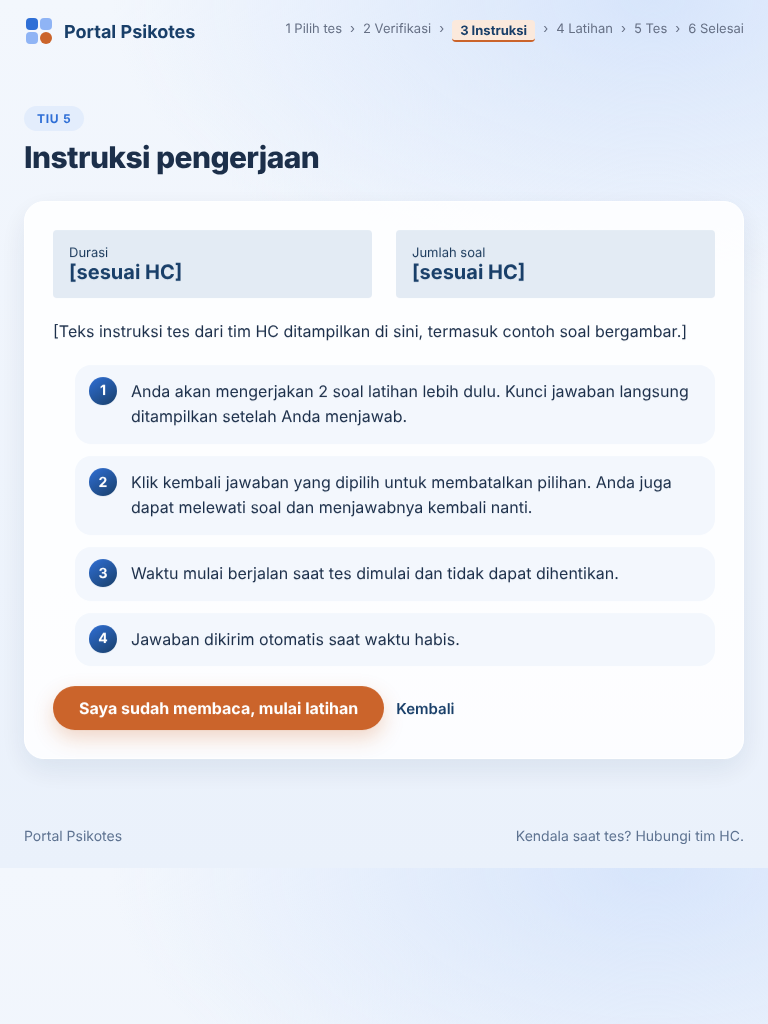 Portal Psikotes
1 Pilih tes › 2 Verifikasi › 3 Instruksi › 4 Latihan › 5 Tes › 6 Selesai
TIU 5
Instruksi pengerjaan
Durasi
[sesuai HC]
Jumlah soal
[sesuai HC]
[Teks instruksi tes dari tim HC ditampilkan di sini, termasuk contoh soal bergambar.]
1 Anda akan mengerjakan 2 soal latihan lebih dulu. Kunci jawaban langsung
ditampilkan setelah Anda menjawab.
2 Klik kembali jawaban yang dipilih untuk membatalkan pilihan. Anda juga
dapat melewati soal dan menjawabnya kembali nanti.
3 Waktu mulai berjalan saat tes dimulai dan tidak dapat dihentikan.
4 Jawaban dikirim otomatis saat waktu habis.
Saya sudah membaca, mulai latihan
Kembali
Portal Psikotes
Kendala saat tes? Hubungi tim HC.